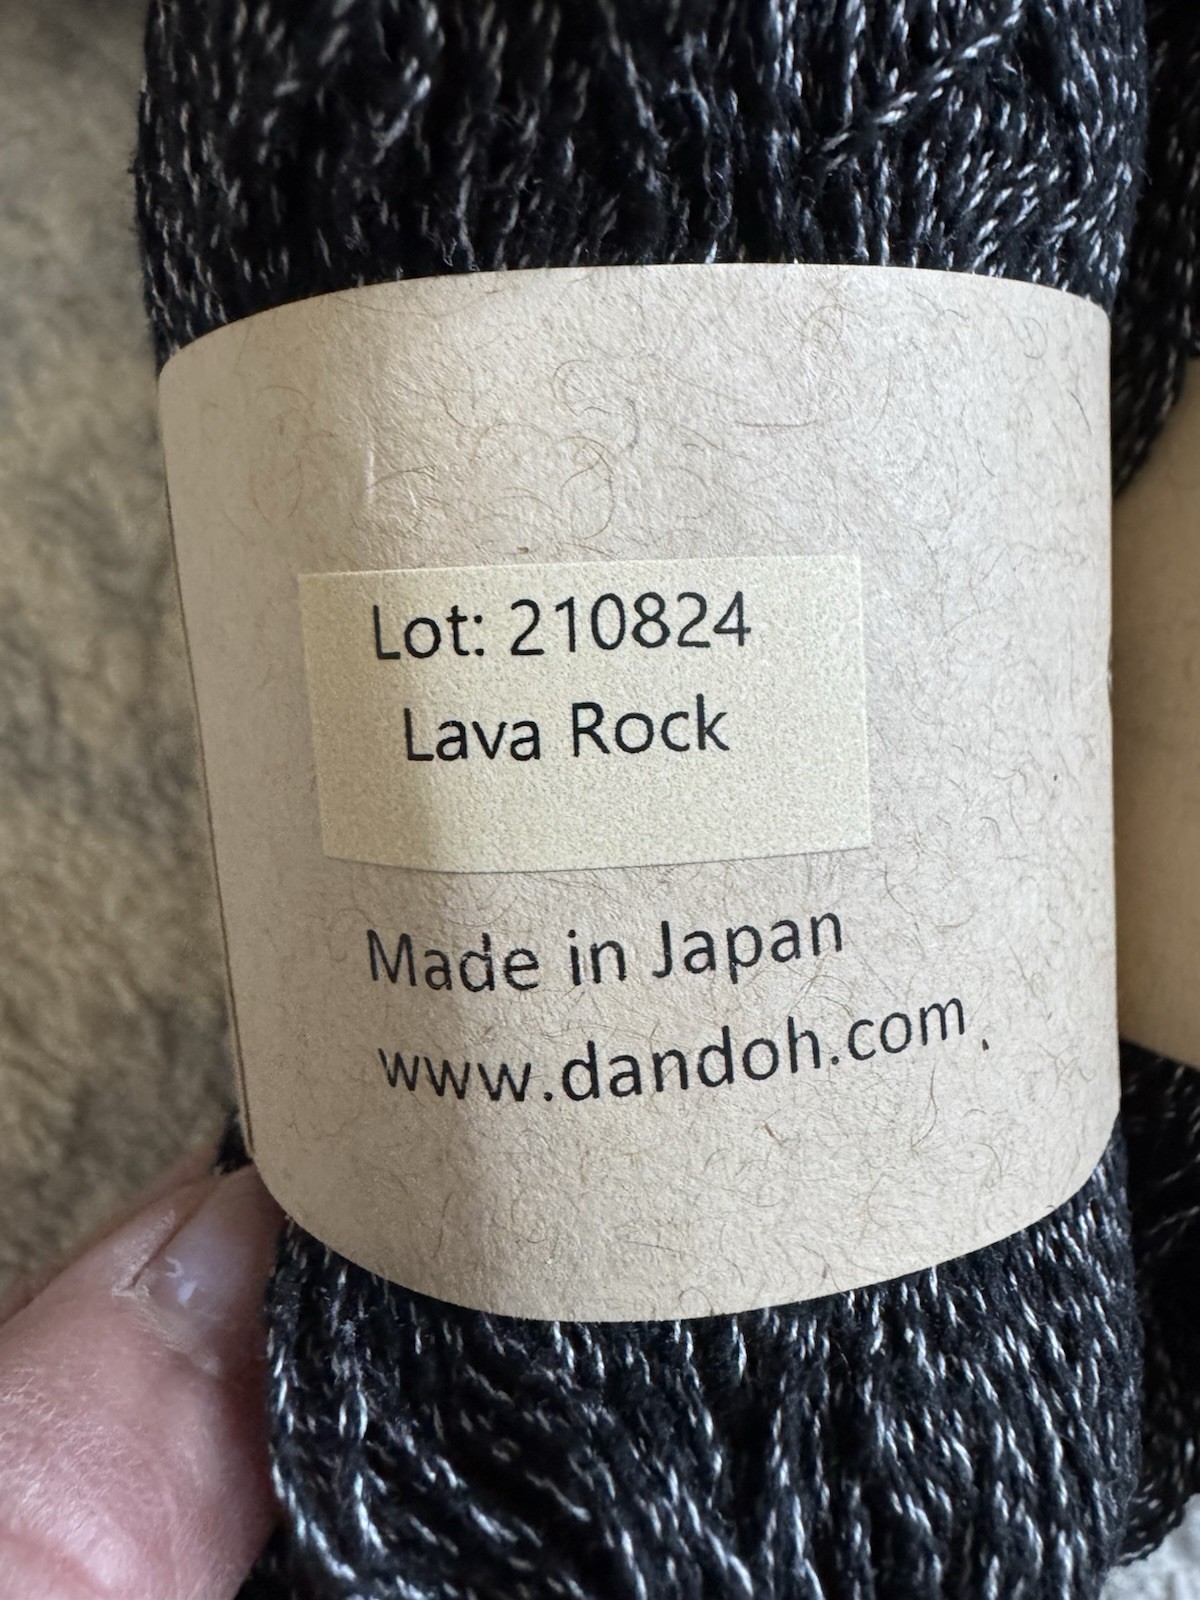 Lot: 210824
Lava Rock
Made in Japan
www.dandoh.com